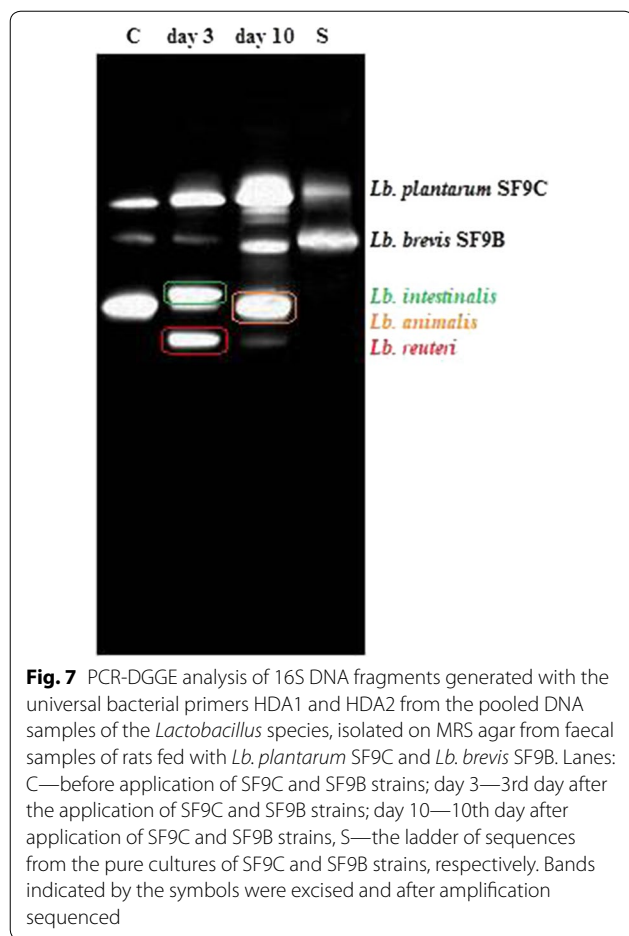 C day 3 day 10 S
Lb. plantarum SF9C
Lb. brevis SF9B
Lb. intestinalis
Lb. animalis
Lb. reuteri
Fig. 7 PCR-DGGE analysis of 16S DNA fragments generated with the
universal bacterial primers HDA1 and HDA2 from the pooled DNA
samples of the Lactobacillus species, isolated on MRS agar from faecal
samples of rats fed with Lb. plantarum SF9C and Lb. brevis SF9B. Lanes:
C—before application of SF9C and SF9B strains; day 3—3rd day after
the application of SF9C and SF9B strains; day 10—10th day after
application of SF9C and SF9B strains, S—the ladder of sequences
from the pure cultures of SF9C and SF9B strains, respectively. Bands
indicated by the symbols were excised and after amplification
sequenced